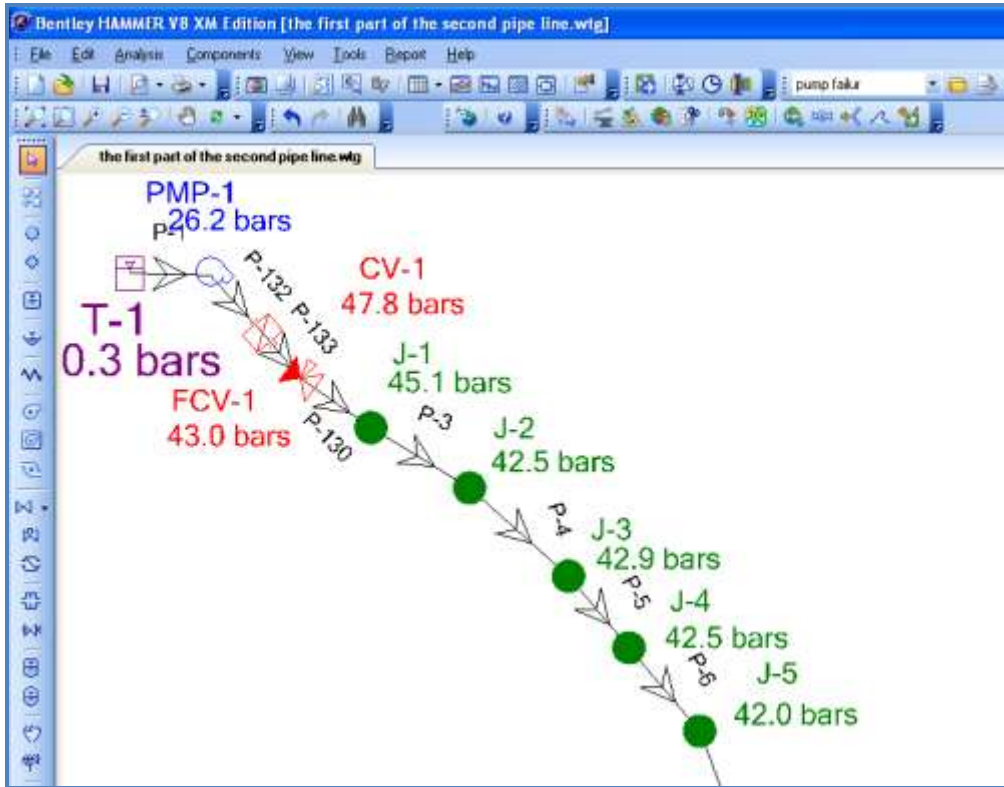 Bentley HAMMER V8 XM Edition [the first part of the second pipe line.wtg]
File Edit Analysis Components View Tools Report Help
pump failur
the first part of the second pipe line.wtg
PMP-1
26.2 bars
P-1
P-132
CV-1
47.8 bars
P-133
T-1
0.3 bars
J-1
45.1 bars
FCV-1
43.0 bars
P-3
P-130
J-2
42.5 bars
P-4
J-3
42.9 bars
P-5
J-4
42.5 bars
P-6
J-5
42.0 bars